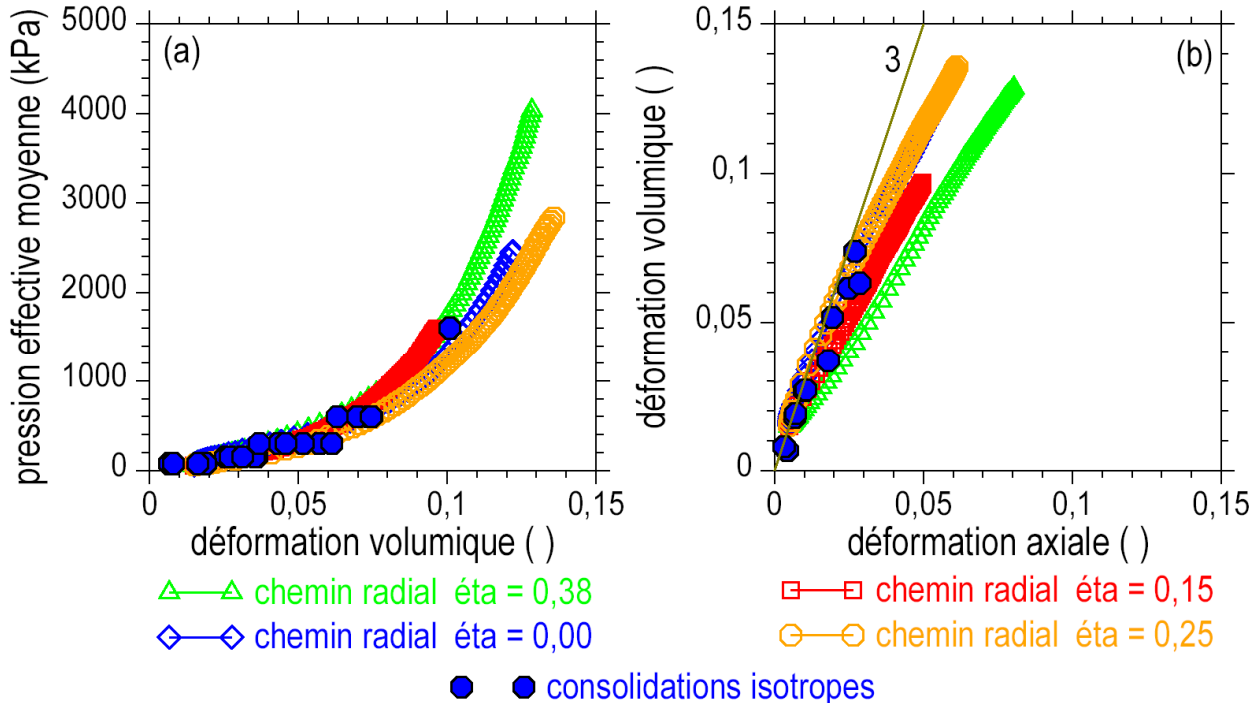 5000
4000
3000
2000
1000
0
pression effective moyenne (kPa)
(a)
0
0,05
0,1
0,15
déformation volumique ( )
0,15
0,1
0,05
0
déformation volumique ( )
3
(b)
0
0,05
0,1
0,15
déformation axiale ( )
chemin radial éta = 0,38
chemin radial éta = 0,15
chemin radial éta = 0,00
chemin radial éta = 0,25
consolidations isotropes